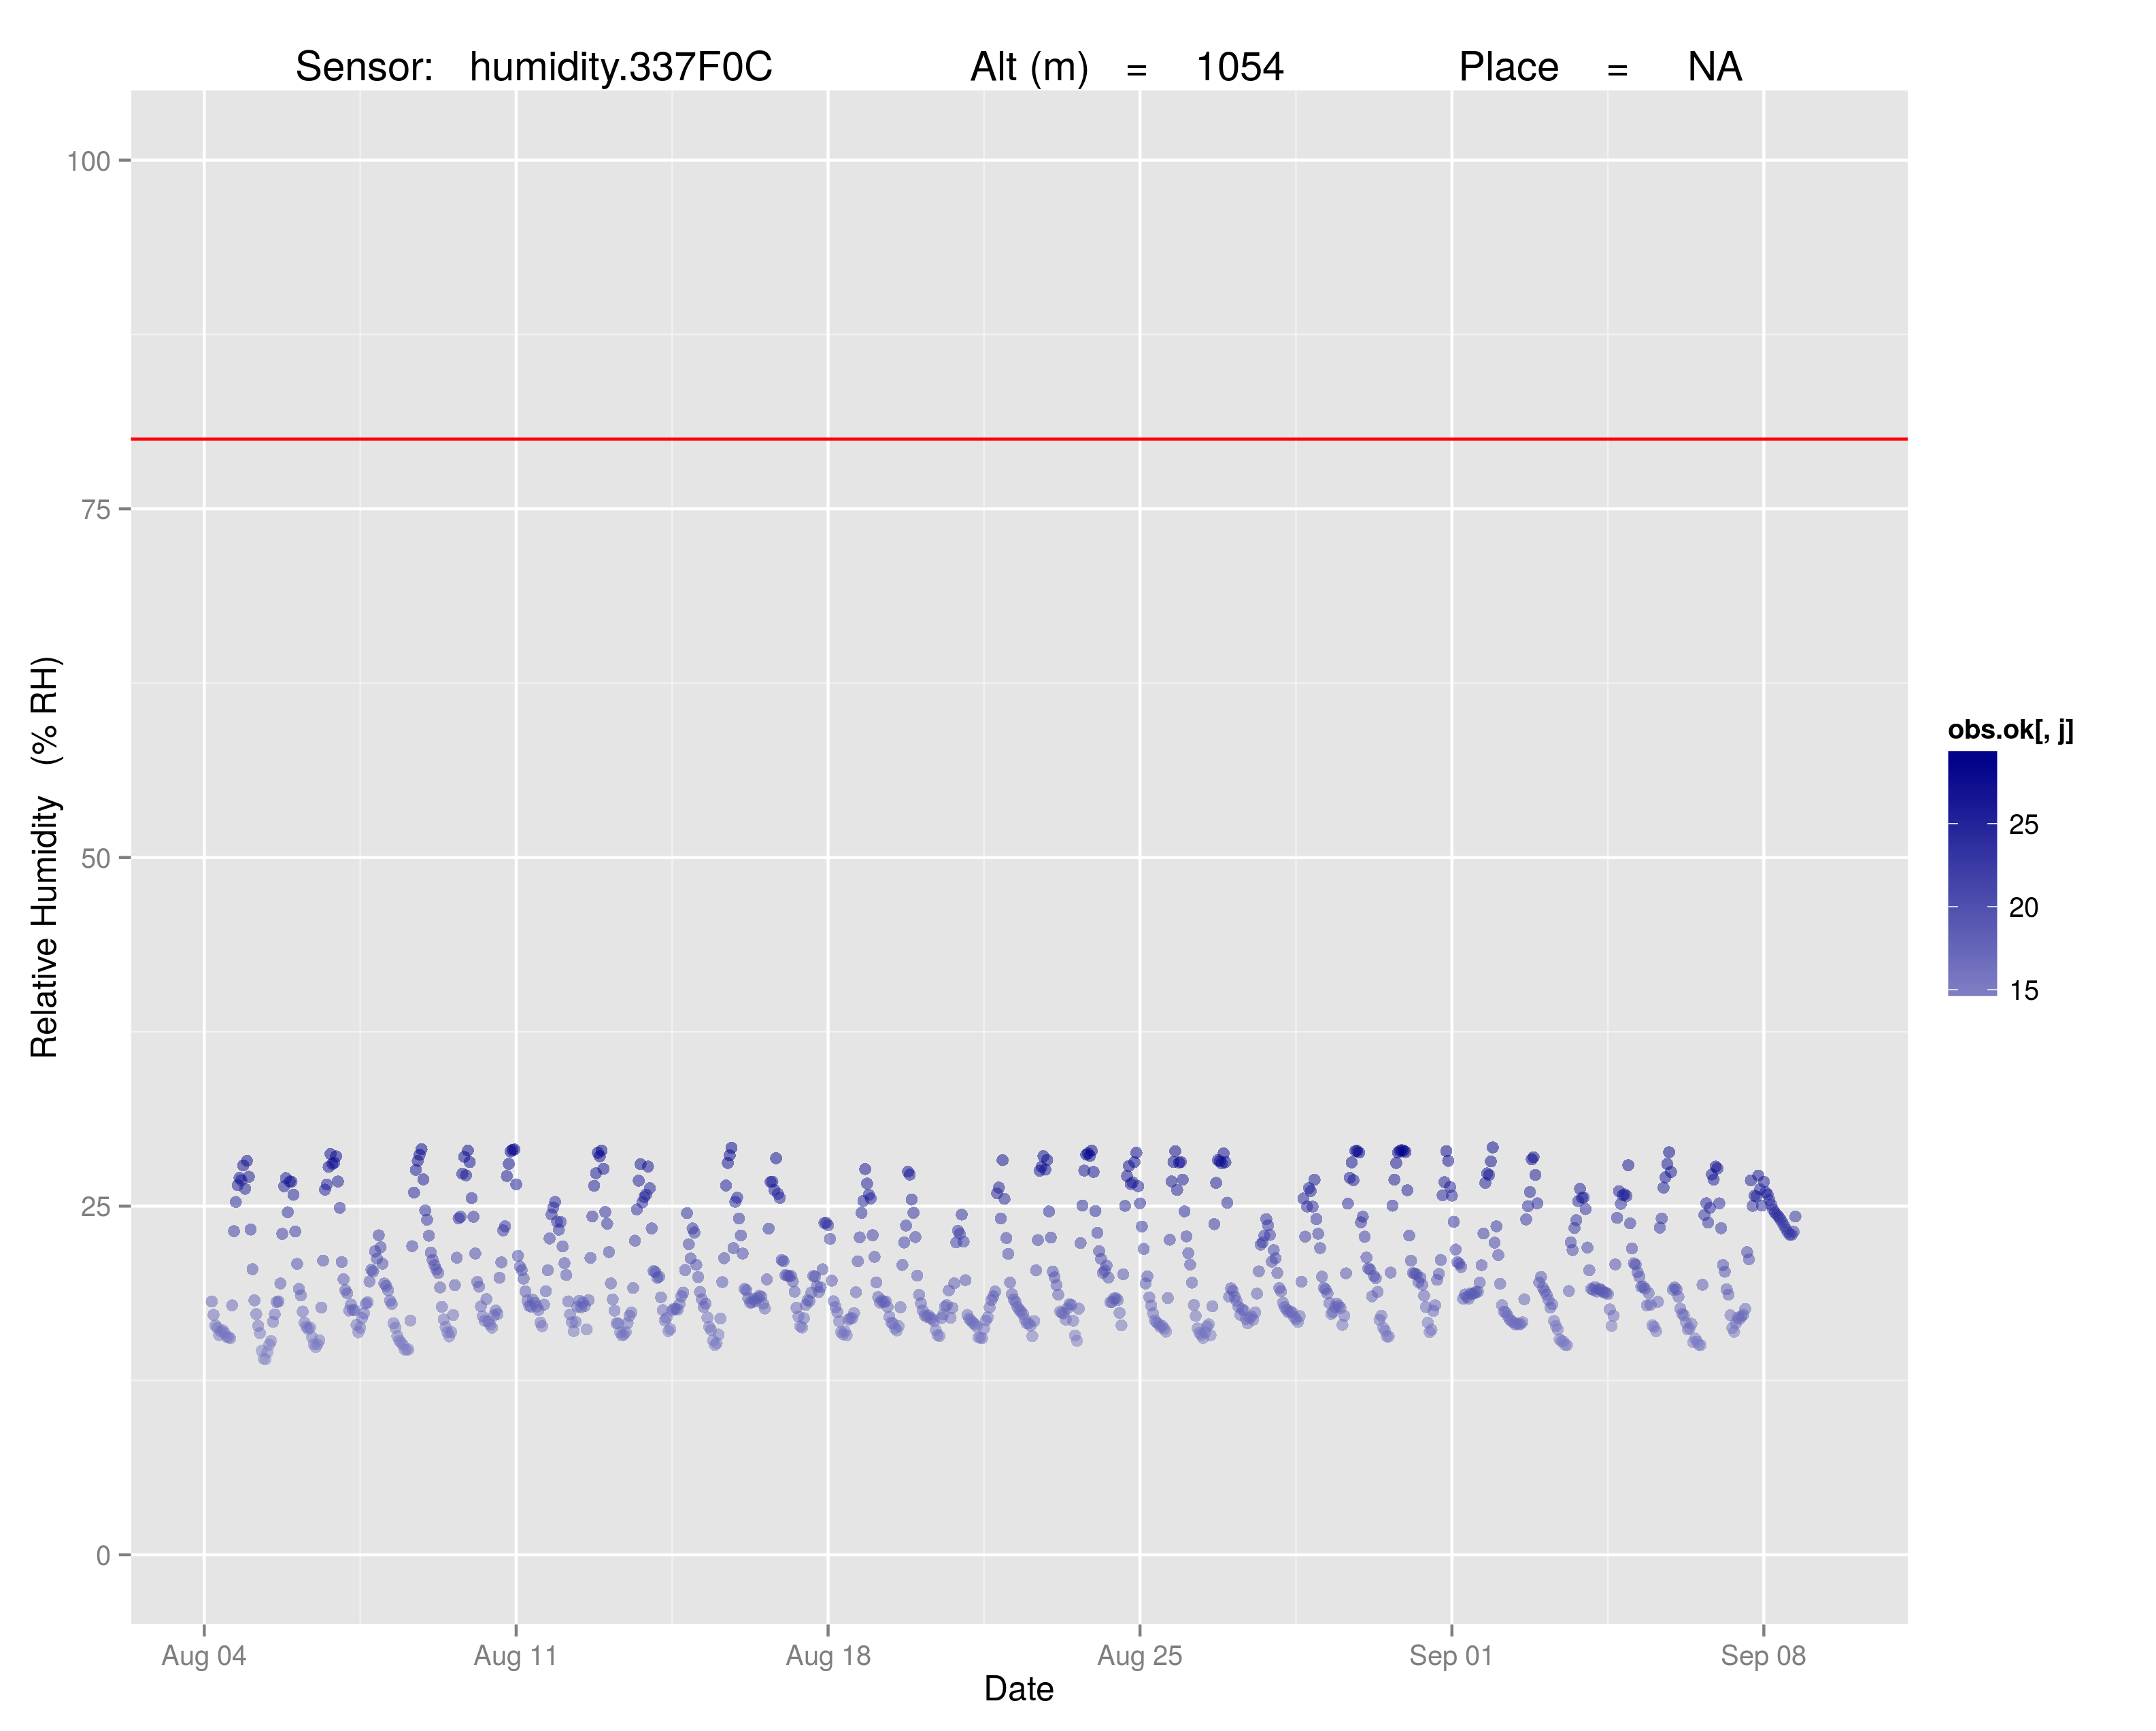 Sensor: humidity.337F0C Alt (m) = 1054 Place = NA
100
75
50
25
0
Relative Humidity (% RH)
Aug 04 Aug 11 Aug 18 Aug 25 Sep 01 Sep 08
Date
obs.ok[, j]
25
20
15